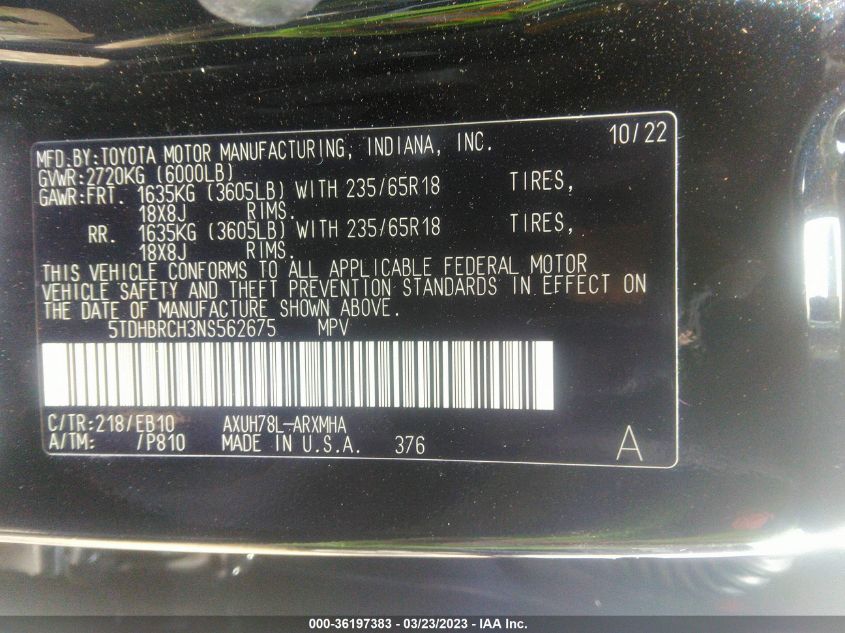 MFD.BY:TOYOTA MOTOR MANUFACTURING, INDIANA, INC. 10/22
GVWR:2720KG (6000LB)
GAWR:FRT. 1635KG (3605LB) WITH 235/65R18 TIRES,
18X8J RIMS.
RR. 1635KG (3605LB) WITH 235/65R18 TIRES,
18X8J RIMS.
THIS VEHICLE CONFORMS TO ALL APPLICABLE FEDERAL MOTOR
VEHICLE SAFETY AND THEFT PREVENTION STANDARDS IN EFFECT ON
THE DATE OF MANUFACTURE SHOWN ABOVE.
5TDHBRCH3NS562675 MPV
C/TR:218/EB10 AXUH78L-ARXMHA
A/TM: /P810 MADE IN U.S.A. 376 A
000-36197383 - 03/23/2023 - IAA Inc.